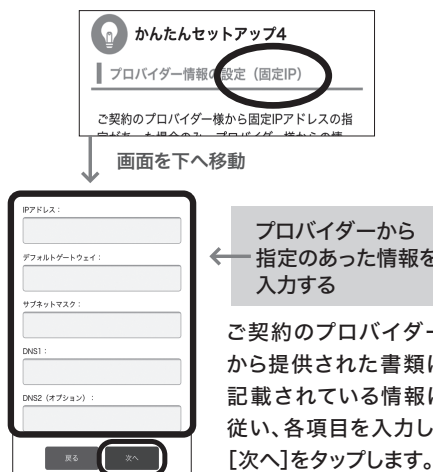 かんたんセットアップ4
プロバイダー情報の設定（固定IP）
ご契約のプロバイダー様から固定IPアドレスの指
画面を下へ移動
IPアドレス：
デフォルトゲートウェイ：
サブネットマスク：
DNS1：
DNS2（オプション）：
戻る
次へ
プロバイダーから
指定のあった情報を
入力する
ご契約のプロバイダー
から提供された書類に
記載されている情報に
従い、各項目を入力し
[次へ]をタップします。